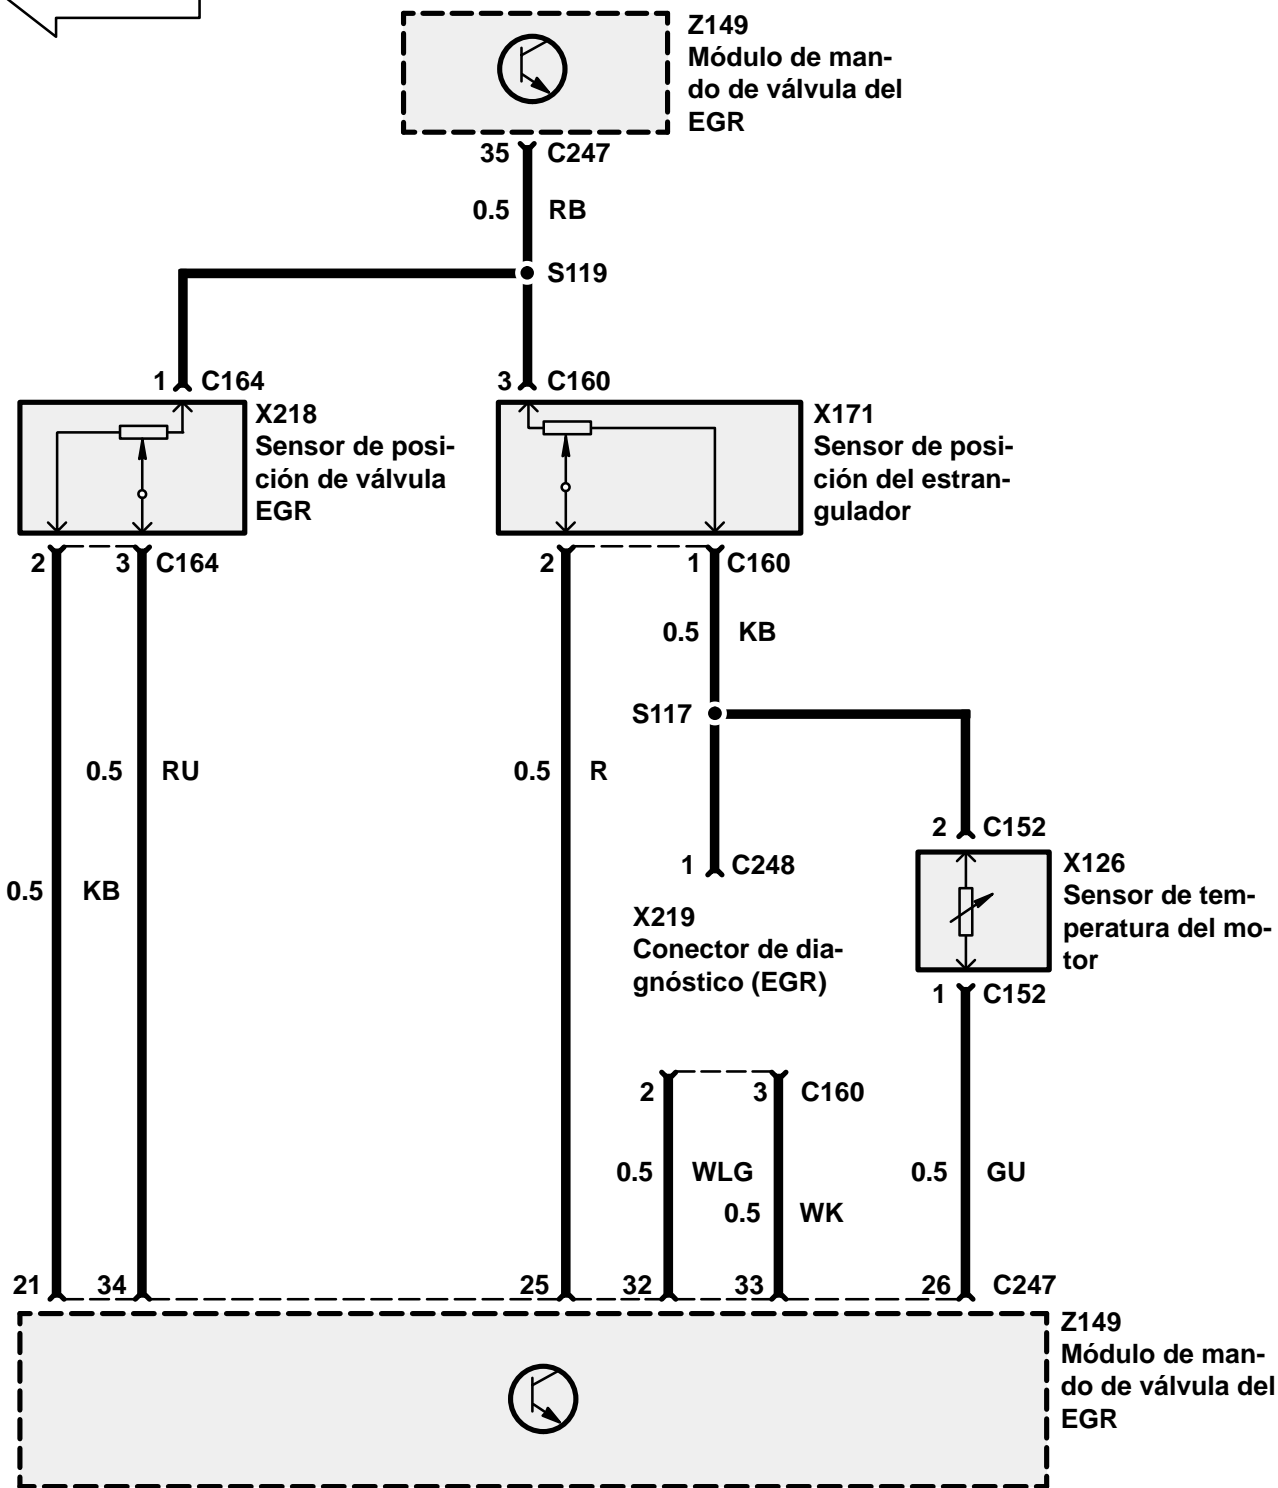 Z149
Módulo de man-
do de válvula del
EGR
35 C247
0.5 RB
S119
1 C164
3 C160
X218
Sensor de posi-
ción de válvula
EGR
X171
Sensor de posi-
ción del estran-
gulador
2 3 C164
2 1 C160
0.5 KB
S117
0.5 RU
0.5 R
2 C152
1 C248
X126
Sensor de tem-
peratura del mo-
tor
0.5 KB
X219
Conector de dia-
gnóstico (EGR)
1 C152
2 3 C160
0.5 WLG
0.5 GU
0.5 WK
21 34 25 32 33 26 C247
Z149
Módulo de man-
do de válvula del
EGR